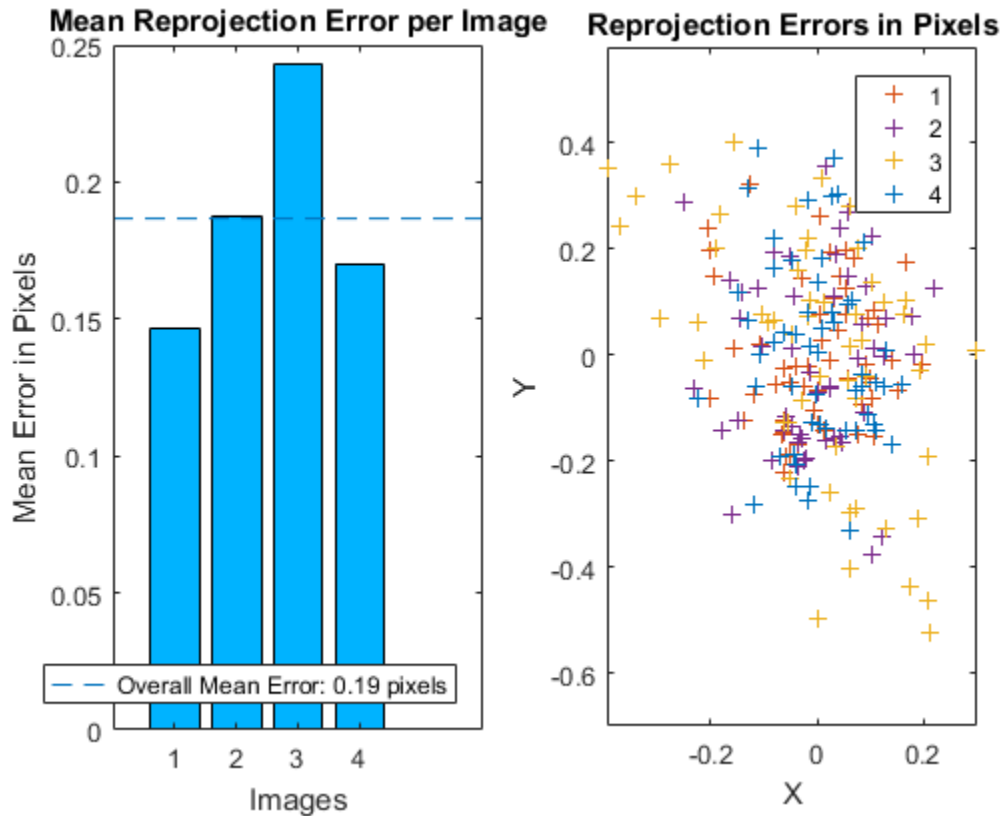 Mean Reprojection Error per Image
0.25
0.2
0.15
0.1
0.05
0
Mean Error in Pixels
Overall Mean Error: 0.19 pixels
1 2 3 4
Images
Reprojection Errors in Pixels
1
2
3
4
0.4
0.2
0
-0.2
-0.4
-0.6
Y
-0.2 0 0.2
X